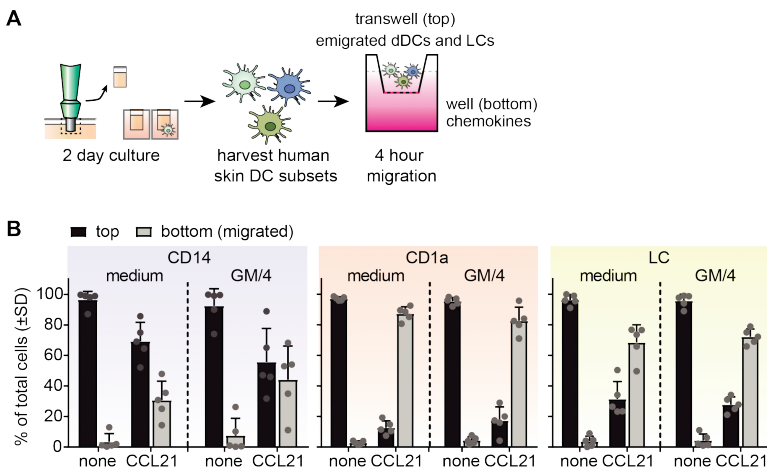 A
transwell (top)
emigrated dDCs and LCs
well (bottom)
chemokines
2 day culture
harvest human
skin DC subsets
4 hour
migration
B
top bottom (migrated)
CD14 CD1a LC
medium GM/4 medium GM/4 medium GM/4
% of total cells (±SD)
100
80
60
40
20
0
none CCL21 none CCL21 none CCL21 none CCL21 none CCL21 none CCL21